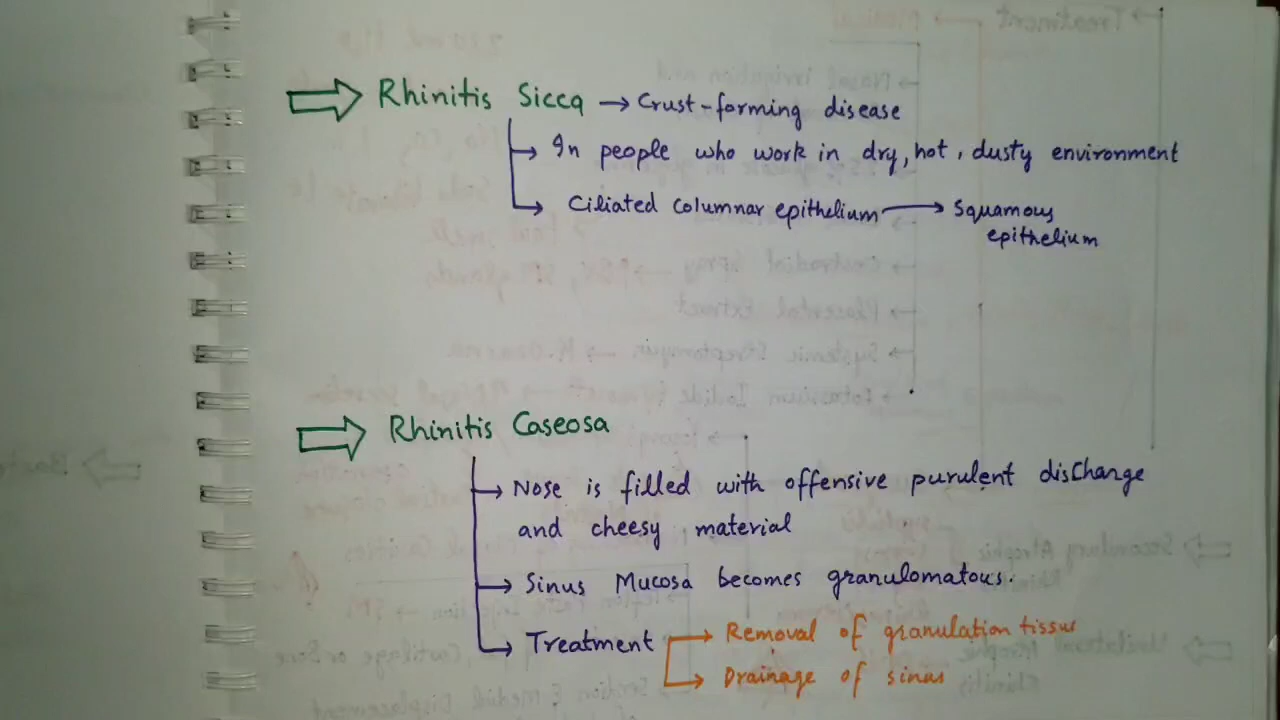 ⇒ Rhinitis Sicca → Crust-forming disease
→ In people who work in dry, hot, dusty environment
→ Ciliated columnar epithelium → Squamous
epithelium
⇒ Rhinitis Caseosa
→ Nose is filled with offensive purulent disCharge
and cheesy material
→ Sinus Mucosa becomes granulomatous.
→ Treatment → Removal of granulation tissue
→ Drainage of sinus